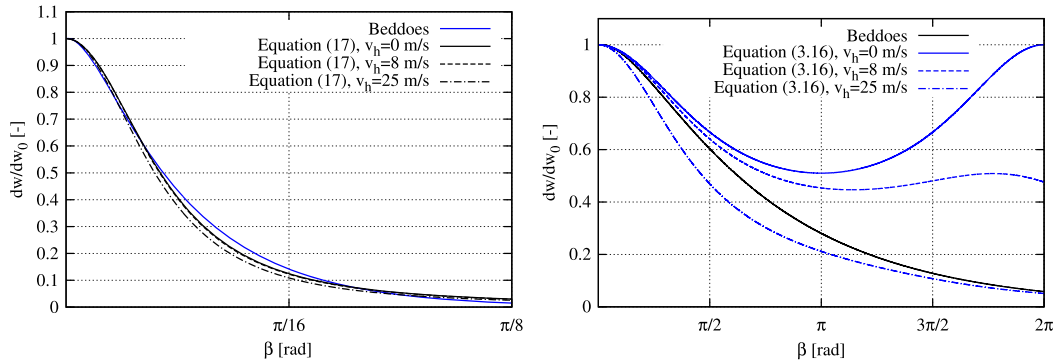 1.1
1
0.9
0.8
0.7
0.6
0.5
0.4
0.3
0.2
0.1
0
dw/dw0 [-]
Beddoes
Equation (17), vh=0 m/s
Equation (17), vh=8 m/s
Equation (17), vh=25 m/s
π/16
π/8
β [rad]
1
0.8
0.6
0.4
0.2
0
dw/dw0 [-]
Beddoes
Equation (3.16), vh=0 m/s
Equation (3.16), vh=8 m/s
Equation (3.16), vh=25 m/s
π/2
π
3π/2
2π
β [rad]